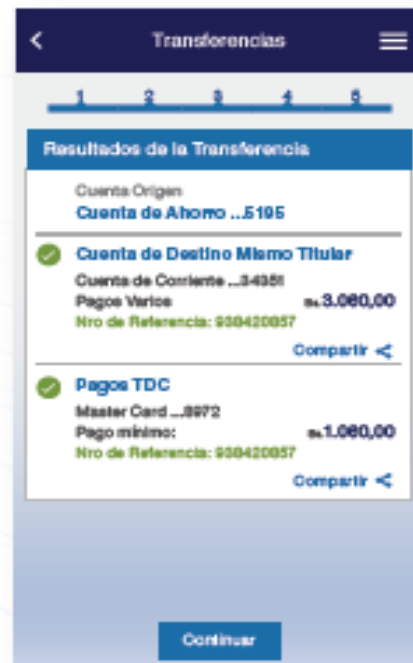 Transferencias
1 2 3 4 5
Resultados de la Transferencia
Cuenta Origen
Cuenta de Ahorro ...5195
Cuenta de Destino Mismo Titular
Cuenta de Corriente ...34351
Pagos Varios Bs. 3.060,00
Nro de Referencia: 938420857
Compartir
Pagos TDC
Master Card ...8972
Pago mínimo: Bs. 1.060,00
Nro de Referencia: 938420857
Compartir
Continuar